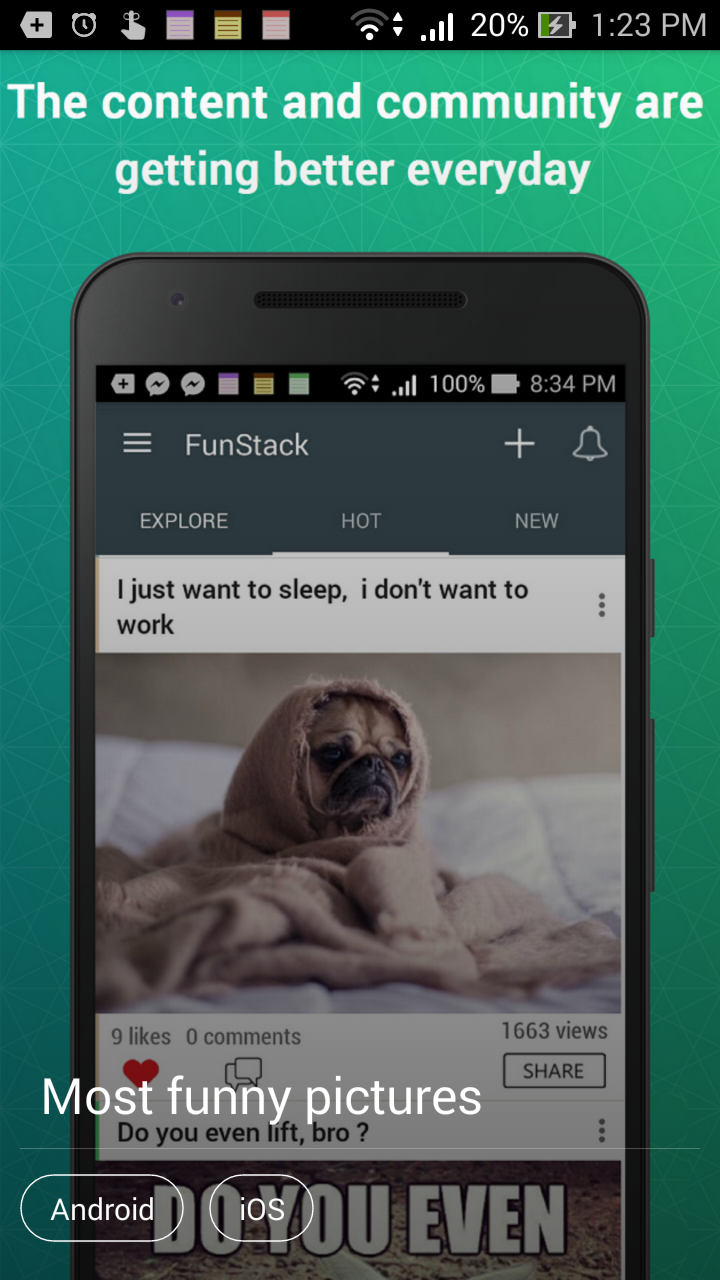 20% 1:23 PM
The content and community are
getting better everyday
100% 8:34 PM
FunStack
EXPLORE HOT NEW
I just want to sleep, i don't want to
work
9 likes 0 comments 1663 views
SHARE
Most funny pictures
Do you even lift, bro ?
Android iOS
DO YOU EVEN